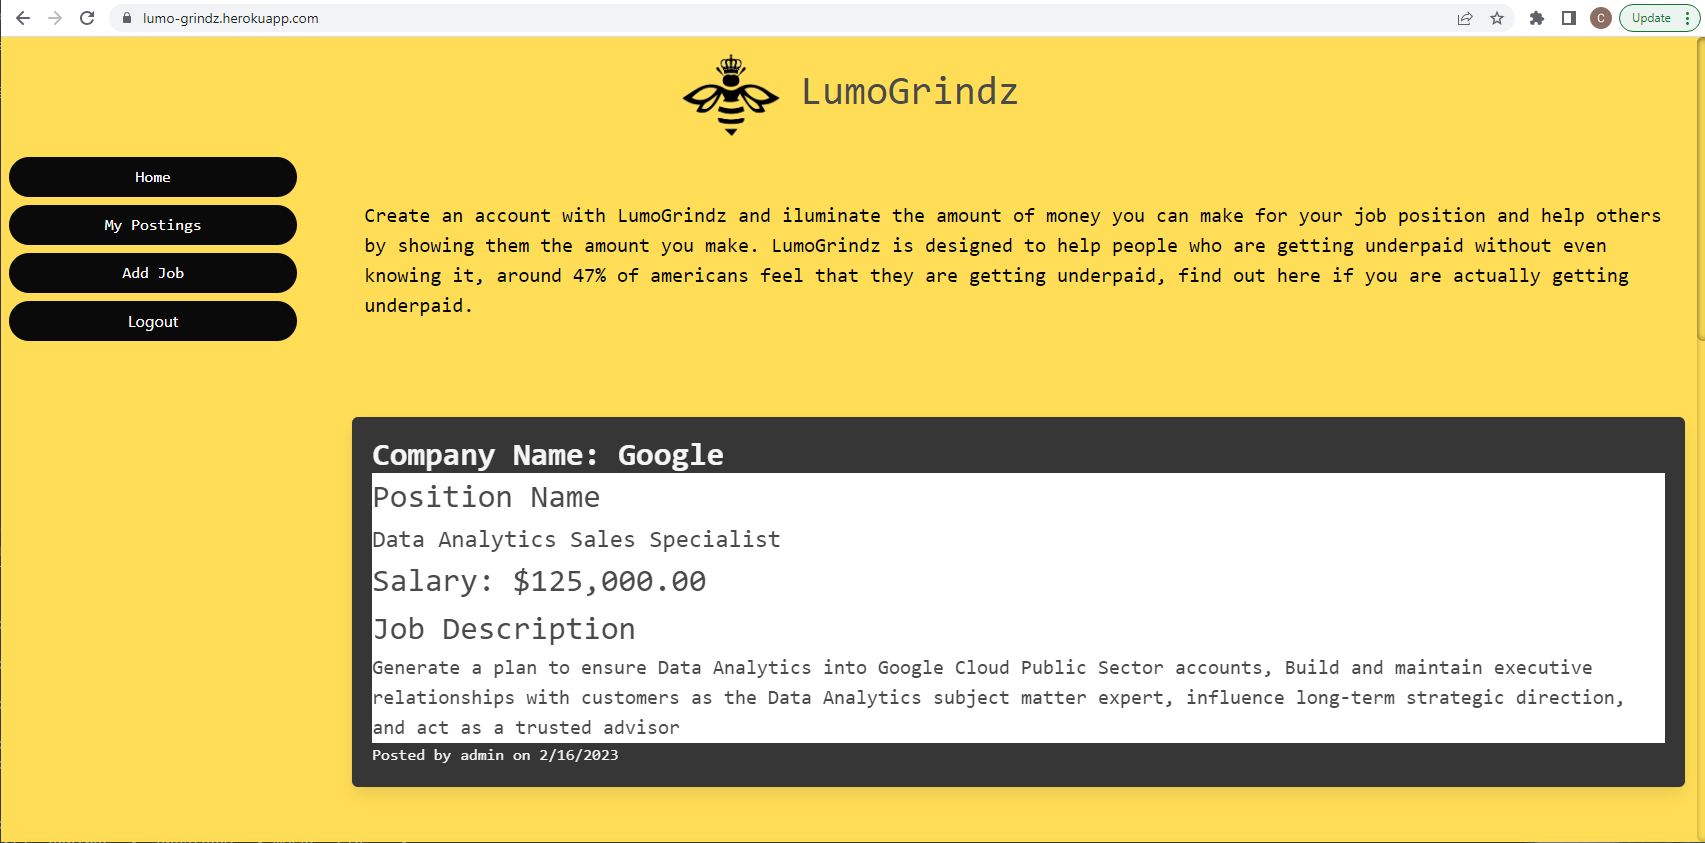 lumo-grindz.herokuapp.com
C
Update
LumoGrindz
Home
My Postings
Add Job
Logout
Create an account with LumoGrindz and iluminate the amount of money you can make for your job position and help others
by showing them the amount you make. LumoGrindz is designed to help people who are getting underpaid without even
knowing it, around 47% of americans feel that they are getting underpaid, find out here if you are actually getting
underpaid.
Company Name: Google
Position Name
Data Analytics Sales Specialist
Salary: $125,000.00
Job Description
Generate a plan to ensure Data Analytics into Google Cloud Public Sector accounts, Build and maintain executive
relationships with customers as the Data Analytics subject matter expert, influence long-term strategic direction,
and act as a trusted advisor
Posted by admin on 2/16/2023